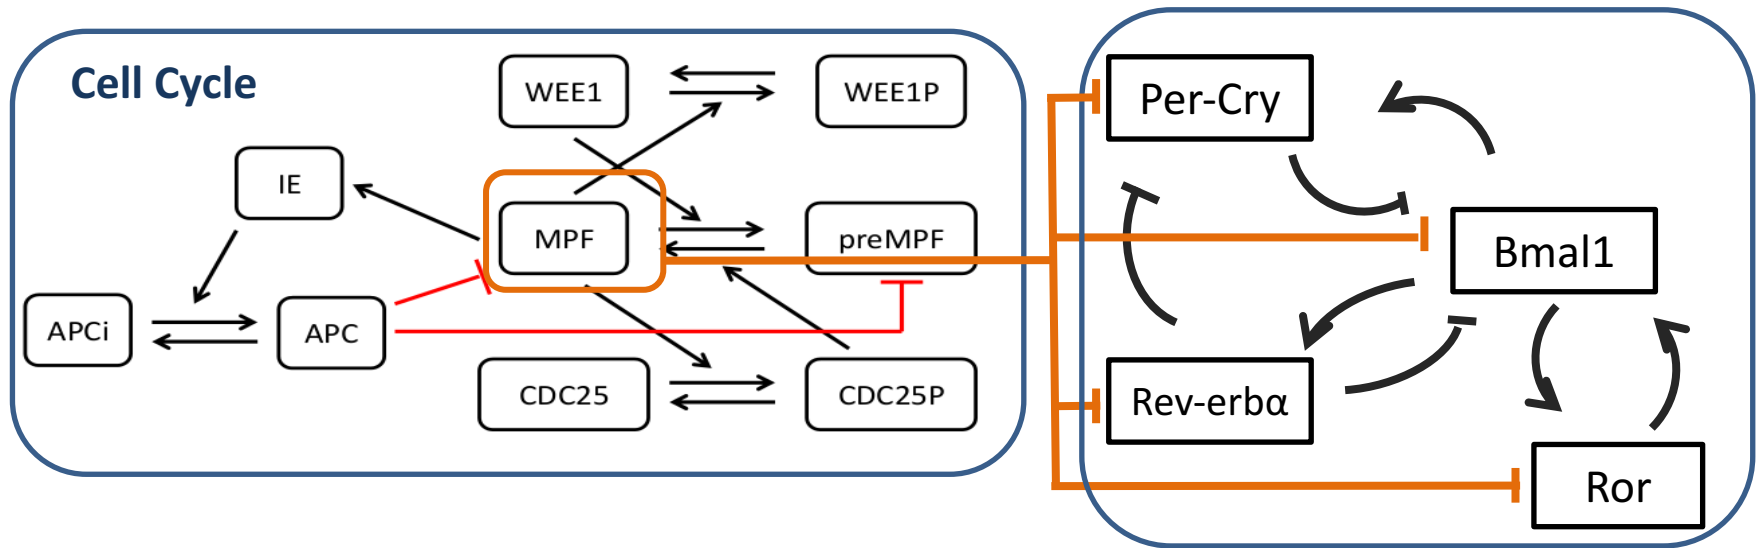 Cell Cycle
WEE1
WEE1P
IE
MPF
preMPF
APCi
APC
CDC25
CDC25P
Per-Cry
Bmal1
Rev-erbα
Ror